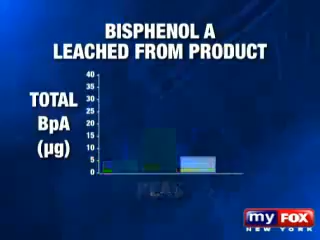 BISPHENOL A
LEACHED FROM PRODUCT
40
35
30
25
20
15
10
5
0
TOTAL
BpA
(µg)
my FOX
NEW YORK